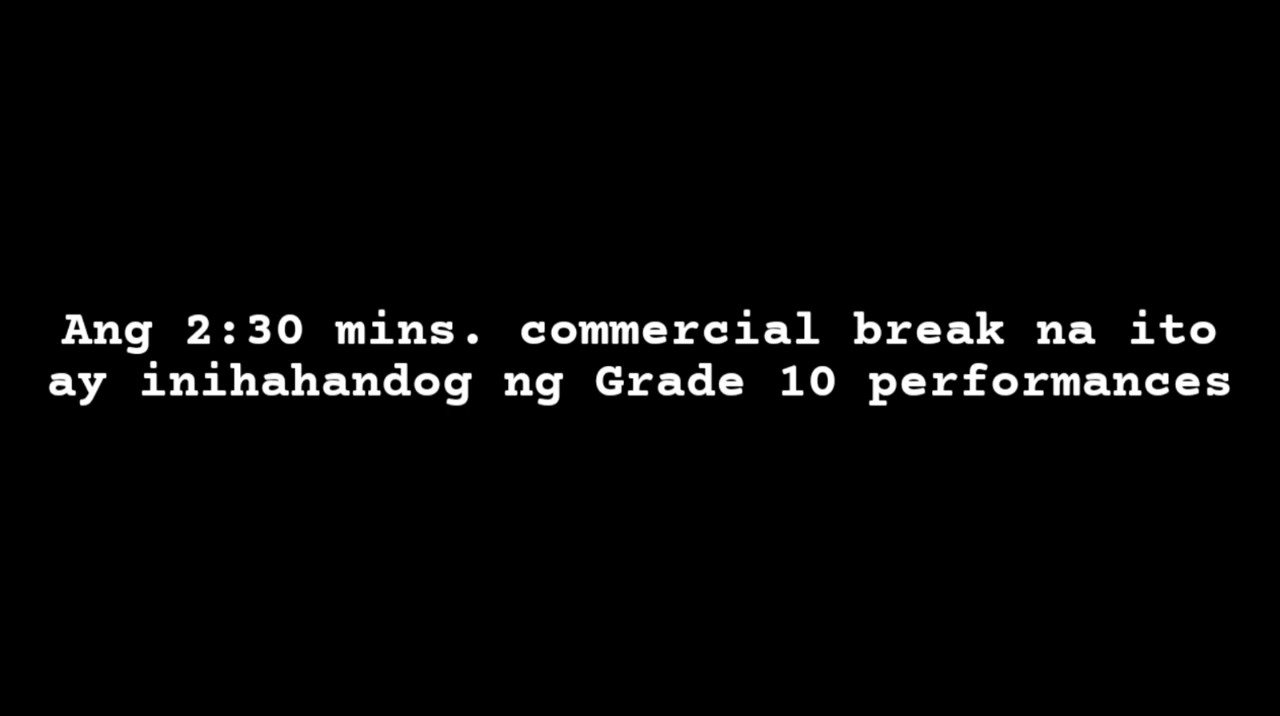 Ang 2:30 mins. commercial break na ito
ay inihahandog ng Grade 10 performances